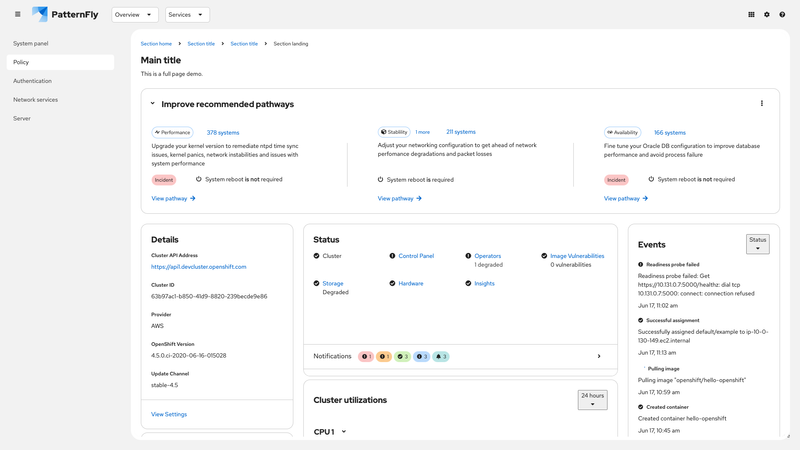 PatternFly
Overview
Services
System panel
Policy
Authentication
Network services
Server
Section home
Section title
Section title
Section landing
Main title
This is a full page demo.
Improve recommended pathways
Performance
378 systems
Upgrade your kernel version to remediate ntpd time sync
issues, kernel panics, network instabilities and issues with
system performance
Incident
System reboot is not required
View pathway
Stability
1 more
211 systems
Adjust your networking configuration to get ahead of network
perfomance degradations and packet losses
System reboot is required
View pathway
Availability
166 systems
Fine tune your Oracle DB configuration to improve database
performance and avoid process failure
Incident
System reboot is not required
View pathway
Details
Cluster API Address
https://api1.devcluster.openshift.com
Cluster ID
63b97ac1-b850-41d9-8820-239becde9e86
Provider
AWS
OpenShift Version
4.5.0.ci-2020-06-16-015028
Update Channel
stable-4.5
View Settings
Status
Cluster
Control Panel
Operators
1 degraded
Image Vulnerabilities
0 vulnerabilities
Storage
Degraded
Hardware
Insights
Notifications
1
1
3
3
3
Cluster utilizations
24 hours
CPU 1
Events
Status
Readiness probe failed
Readiness probe failed: Get
https://10.131.0.7:5000/healthz: dial tcp
10.131.0.7:5000: connect: connection refused
Jun 17, 11:02 am
Successful assignment
Successfully assigned default/example to ip-10-0-
130-149.ec2.internal
Jun 17, 11:13 am
Pulling image
Pulling image "openshift/hello-openshift"
Jun 17, 10:59 am
Created container
Created container hello-openshift
Jun 17, 10:45 am